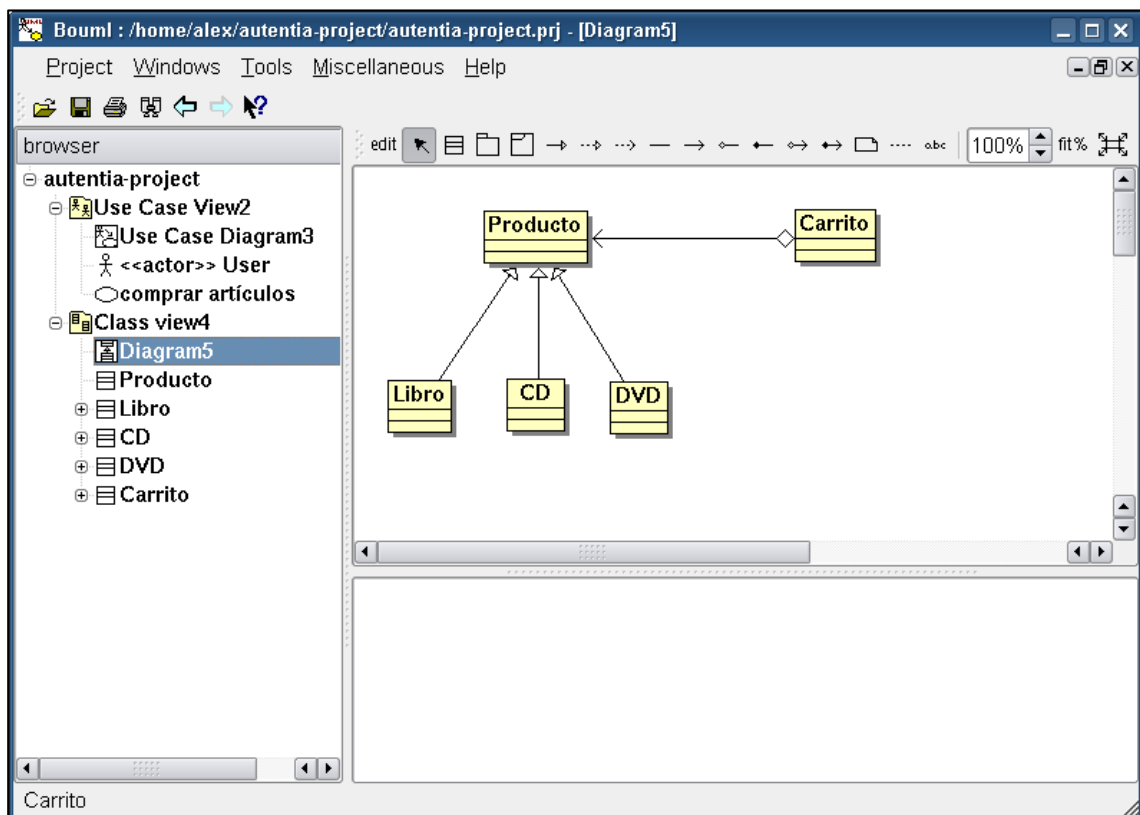 Bouml : /home/alex/autentia-project/autentia-project.prj - [Diagram5]
Project Windows Tools Miscellaneous Help
browser
edit
abc
100%
fit%
autentia-project
Use Case View2
Use Case Diagram3
<<actor>> User
comprar artículos
Class view4
Diagram5
Producto
Libro
CD
DVD
Carrito
Producto
Carrito
Libro
CD
DVD
Carrito